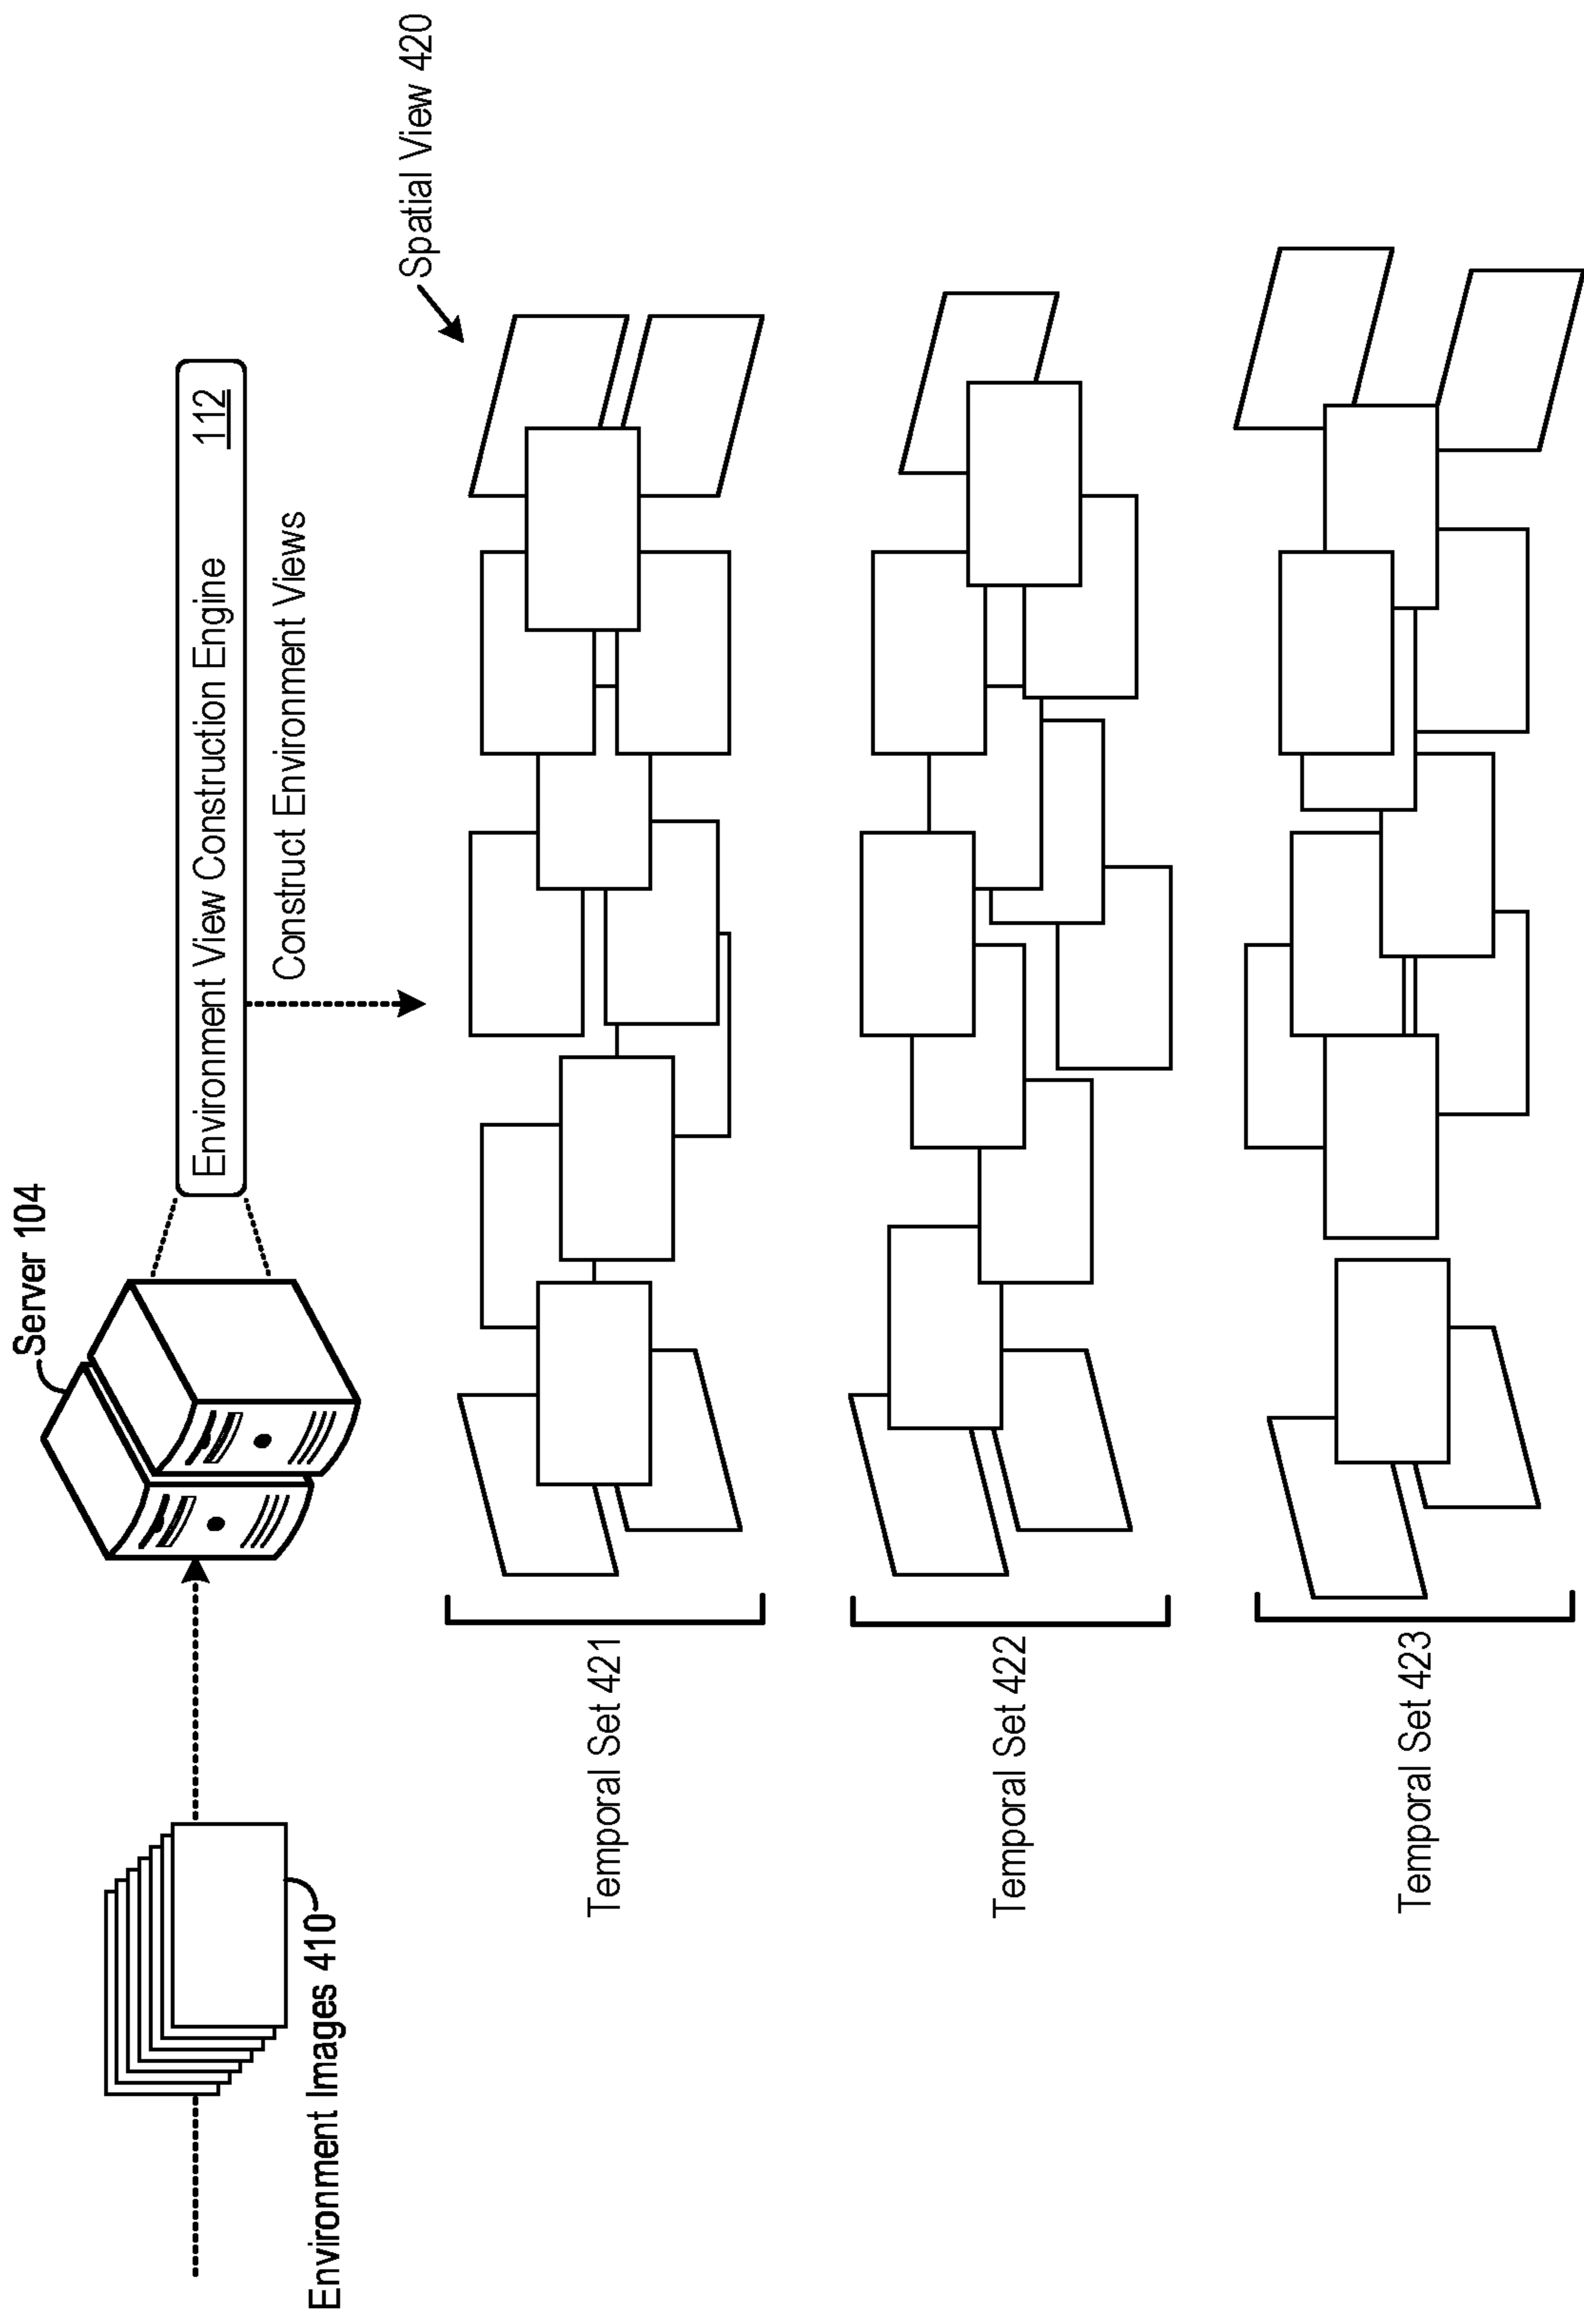 Server 104
Environment View Construction Engine 112
Environment Images 410
Construct Environment Views
Spatial View 420
Temporal Set 421
Temporal Set 422
Temporal Set 423